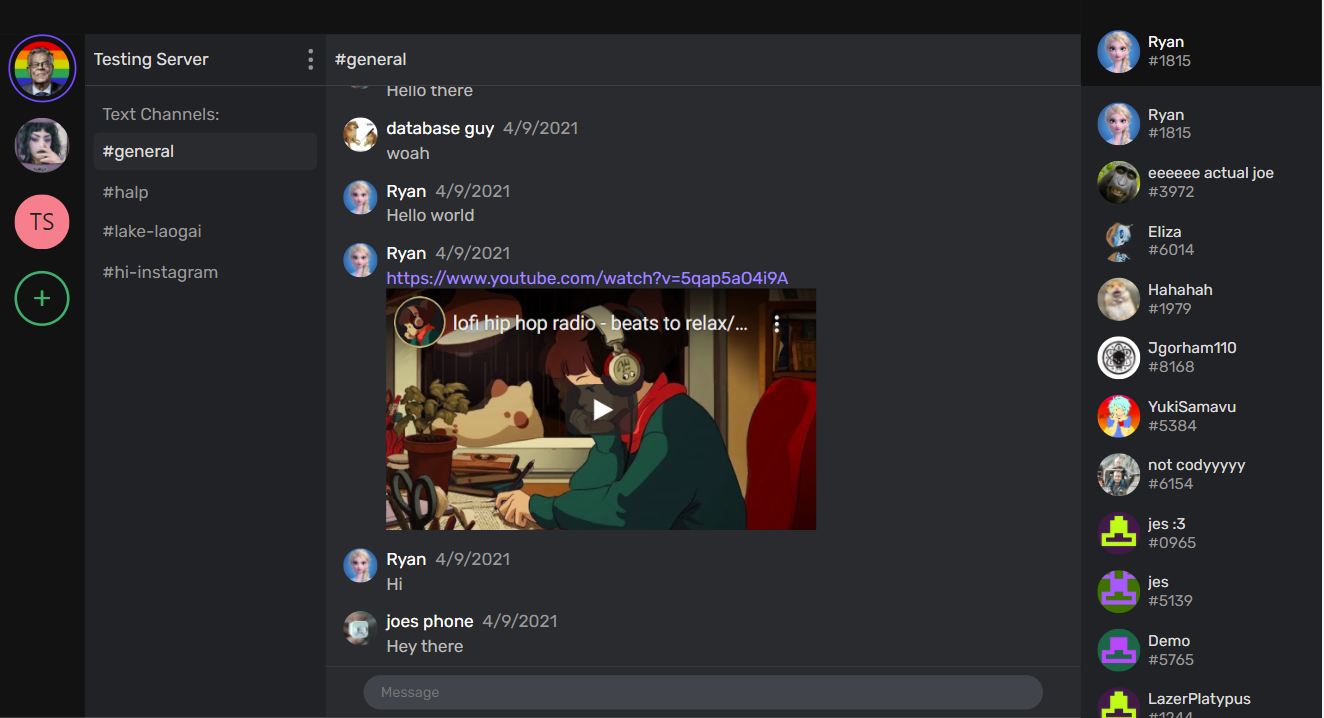 Testing Server
Text Channels:
#general
#halp
#lake-laogai
#hi-instagram
TS
+
#general
Hello there
database guy 4/9/2021
woah
Ryan 4/9/2021
Hello world
Ryan 4/9/2021
https://www.youtube.com/watch?v=5qap5aO4i9A
lofi hip hop radio - beats to relax/...
Ryan 4/9/2021
Hi
joes phone 4/9/2021
Hey there
Message
Ryan
#1815
Ryan
#1815
eeeeee actual joe
#3972
Eliza
#6014
Hahahah
#1979
Jgorham110
#8168
YukiSamavu
#5384
not codyyyyy
#6154
jes :3
#0965
jes
#5139
Demo
#5765
LazerPlatypus
#1244